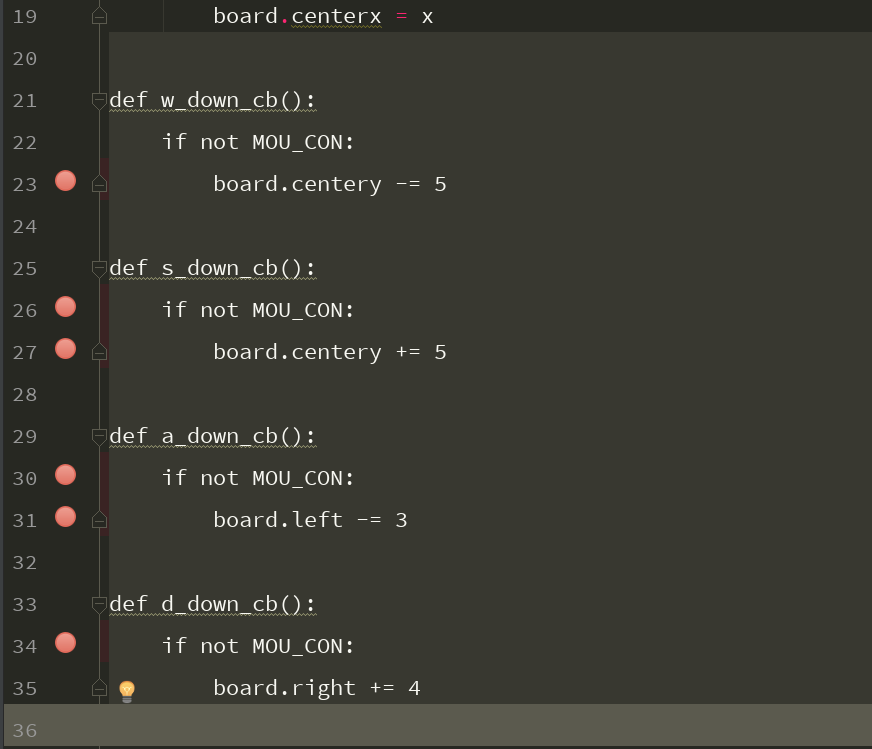 19 board.centerx = x
20
21 def w_down_cb():
22 if not MOU_CON:
23 board.centery -= 5
24
25 def s_down_cb():
26 if not MOU_CON:
27 board.centery += 5
28
29 def a_down_cb():
30 if not MOU_CON:
31 board.left -= 3
32
33 def d_down_cb():
34 if not MOU_CON:
35 board.right += 4
36